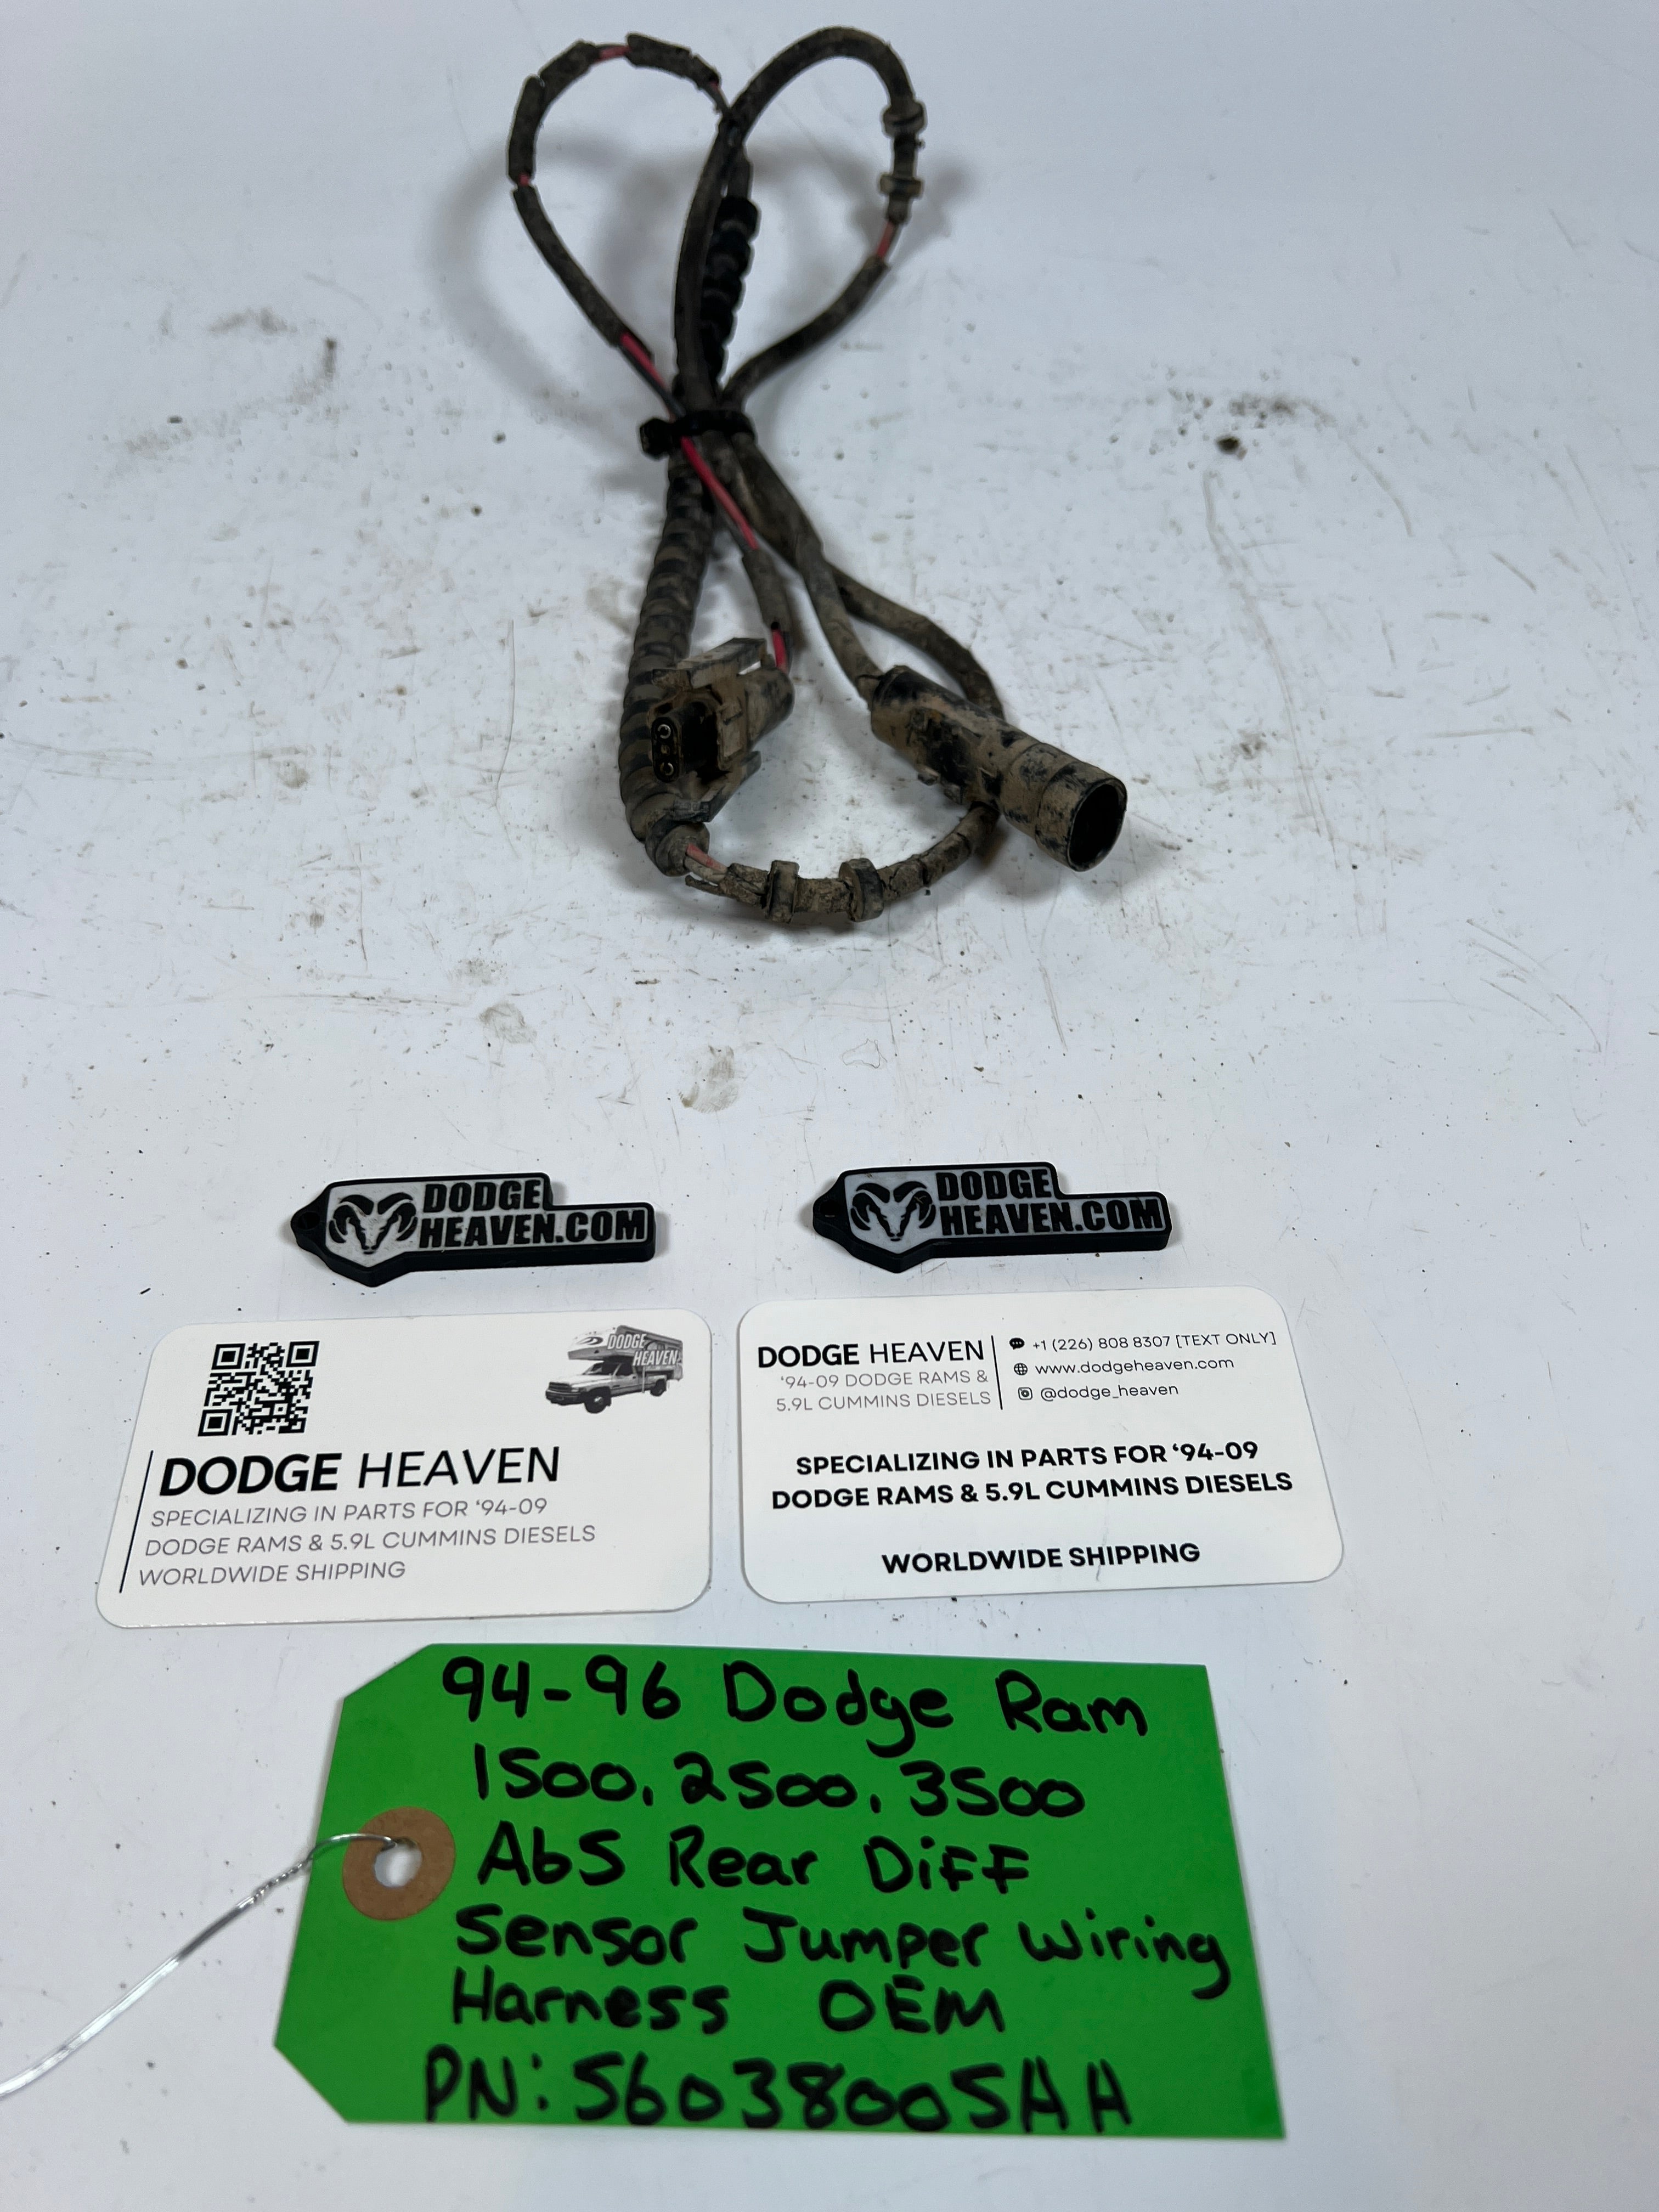 DODGE
HEAVEN.COM
DODGE
HEAVEN.COM
DODGE
HEAVEN
DODGE HEAVEN
SPECIALIZING IN PARTS FOR ‘94-09
DODGE RAMS & 5.9L CUMMINS DIESELS
WORLDWIDE SHIPPING
DODGE HEAVEN
‘94-09 DODGE RAMS &
5.9L CUMMINS DIESELS
+1 (226) 808 8307 [TEXT ONLY]
www.dodgeheaven.com
@dodge_heaven
SPECIALIZING IN PARTS FOR ‘94-09
DODGE RAMS & 5.9L CUMMINS DIESELS
WORLDWIDE SHIPPING
94-96 Dodge Ram
1500, 2500, 3500
AbS Rear Diff
Sensor Jumper Wiring
Harness OEM
PN: 56038005AA